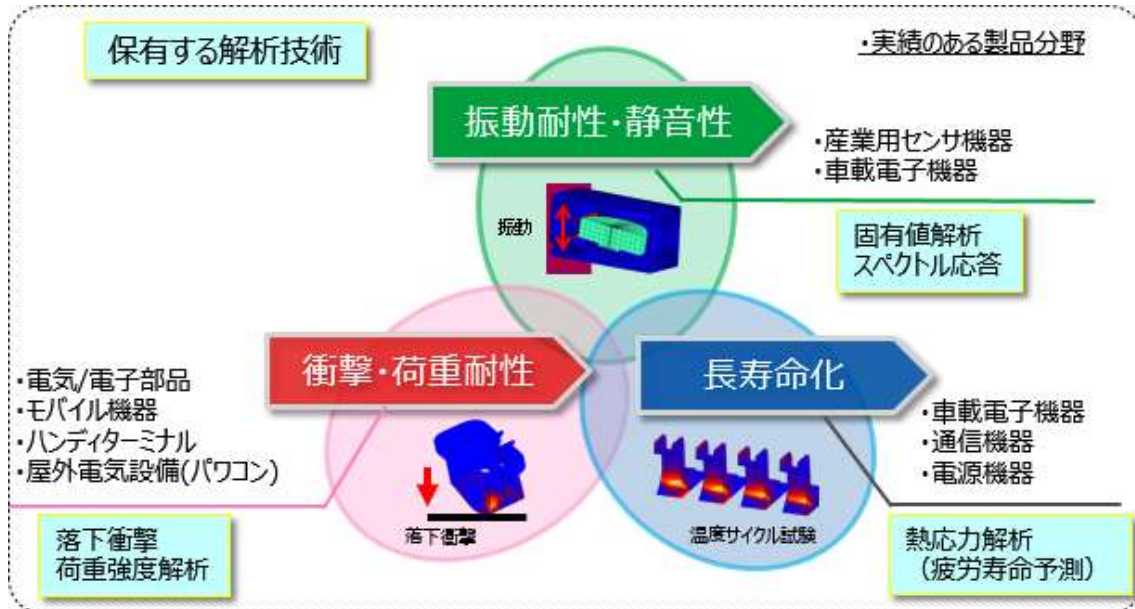 保有する解析技術
・実績のある製品分野
振動耐性・静音性
・産業用センサ機器
・車載電子機器
振動
固有値解析
スペクトル応答
衝撃・荷重耐性
・電気/電子部品
・モバイル機器
・ハンディターミナル
・屋外電気設備(パワコン)
落下衝撃
落下衝撃
荷重強度解析
長寿命化
・車載電子機器
・通信機器
・電源機器
温度サイクル試験
熱応力解析
（疲労寿命予測）